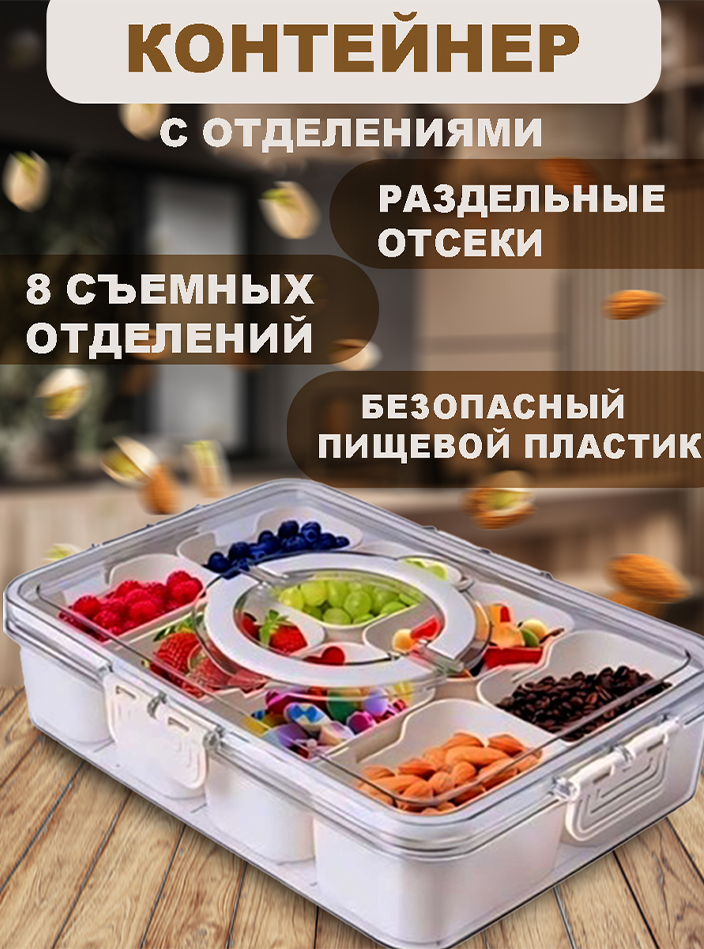 КОНТЕЙНЕР
С ОТДЕЛЕНИЯМИ
РАЗДЕЛЬНЫЕ
ОТСЕКИ
8 СЪЕМНЫХ
ОТДЕЛЕНИЙ
БЕЗОПАСНЫЙ
ПИЩЕВОЙ ПЛАСТИК